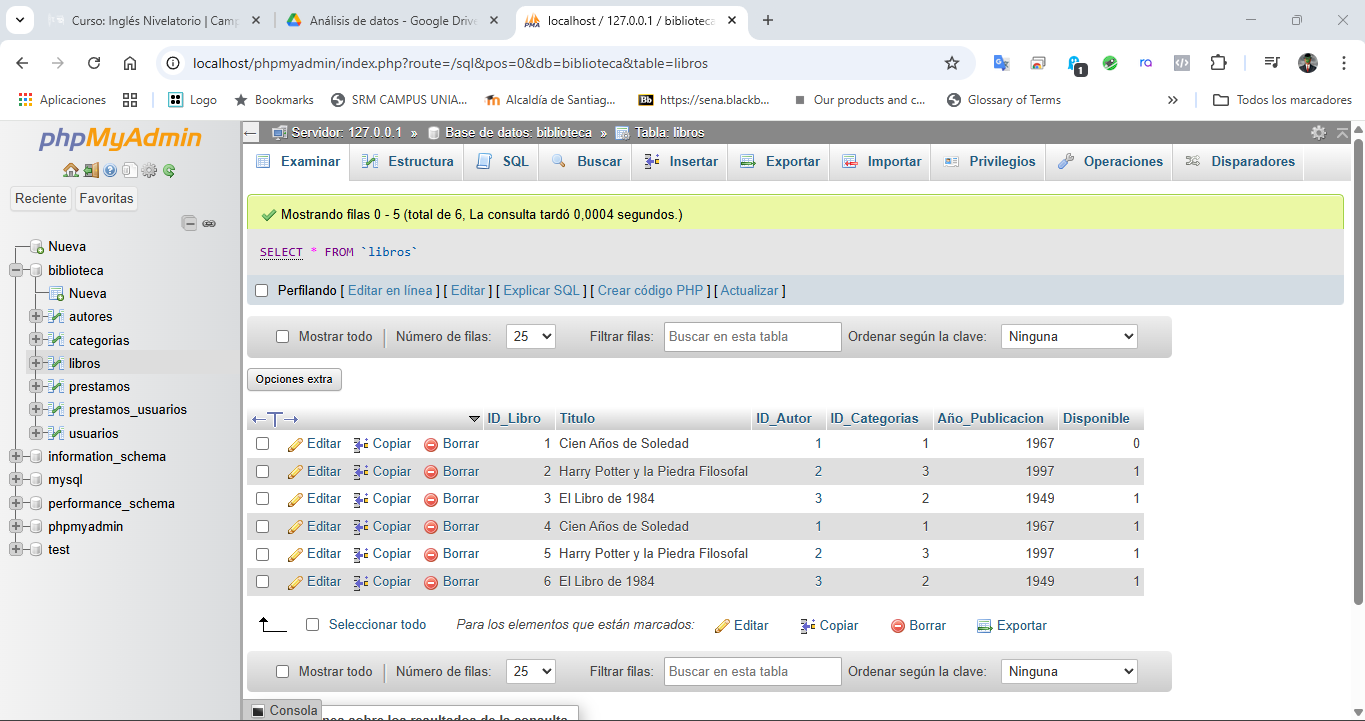 Curso: Inglés Nivelatorio | Camp
Análisis de datos - Google Drive
localhost / 127.0.0.1 / biblioteca
localhost/phpmyadmin/index.php?route=/sql&pos=0&db=biblioteca&table=libros
1
Aplicaciones
Logo
Bookmarks
SRM CAMPUS UNIA...
Alcaldía de Santiag...
Bb https://sena.blackb...
Our products and c...
Glossary of Terms
Todos los marcadores
phpMyAdmin
Reciente Favoritas
Nueva
biblioteca
Nueva
autores
categorias
libros
prestamos
prestamos_usuarios
usuarios
information_schema
mysql
performance_schema
phpmyadmin
test
Servidor: 127.0.0.1 » Base de datos: biblioteca » Tabla: libros
Examinar Estructura SQL Buscar Insertar Exportar Importar Privilegios Operaciones Disparadores
Mostrando filas 0 - 5 (total de 6, La consulta tardó 0,0004 segundos.)
SELECT * FROM `libros`
Perfilando [ Editar en línea ] [ Editar ] [ Explicar SQL ] [ Crear código PHP ] [ Actualizar ]
Mostrar todo | Número de filas: 25 Filtrar filas: Buscar en esta tabla Ordenar según la clave: Ninguna
Opciones extra
←T→ ID_Libro Titulo ID_Autor ID_Categorias Año_Publicacion Disponible
Editar Copiar Borrar 1 Cien Años de Soledad 1 1 1967 0
Editar Copiar Borrar 2 Harry Potter y la Piedra Filosofal 2 3 1997 1
Editar Copiar Borrar 3 El Libro de 1984 3 2 1949 1
Editar Copiar Borrar 4 Cien Años de Soledad 1 1 1967 1
Editar Copiar Borrar 5 Harry Potter y la Piedra Filosofal 2 3 1997 1
Editar Copiar Borrar 6 El Libro de 1984 3 2 1949 1
Seleccionar todo Para los elementos que están marcados: Editar Copiar Borrar Exportar
Mostrar todo | Número de filas: 25 Filtrar filas: Buscar en esta tabla Ordenar según la clave: Ninguna
Consola
sobre los resultados de la consulta